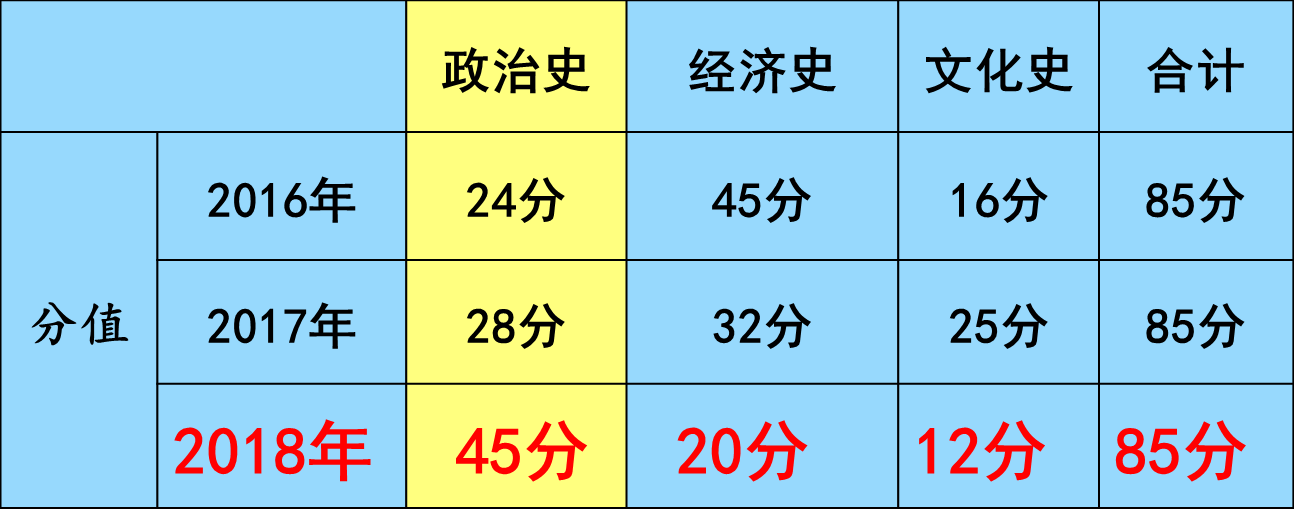 政治史 经济史 文化史 合计
2016年 24分 45分 16分 85分
分值 2017年 28分 32分 25分 85分
2018年 45分 20分 12分 85分